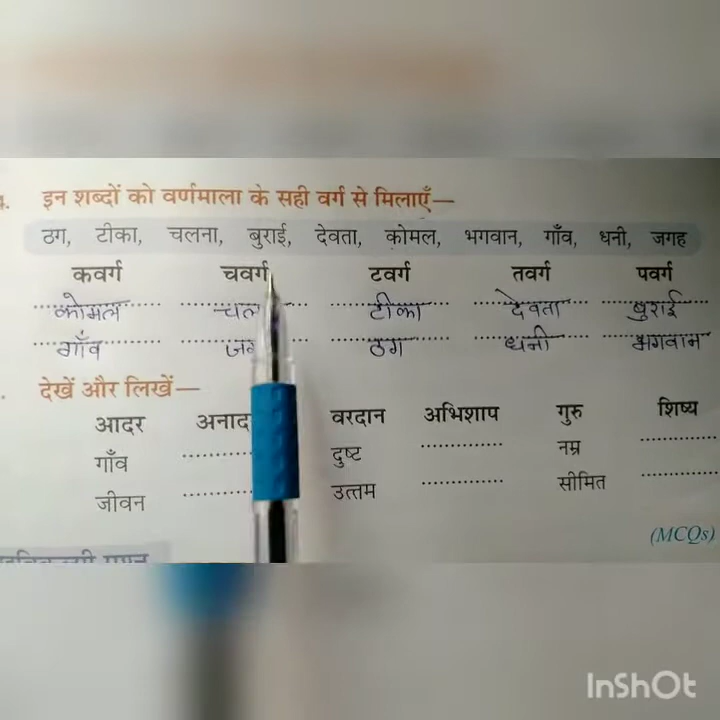 4. इन शब्दों को वर्णमाला के सही वर्ग से मिलाएँ—
ठग, टीका, चलना, बुराई, देवता, कोमल, भगवान, गाँव, धनी, जगह
कवर्ग चवर्ग टवर्ग तवर्ग पवर्ग
कोमल टीका देवता बुराई
गाँव ठग धनी भगवान
देखें और लिखें—
आदर वरदान अभिशाप गुरु शिष्य
गाँव दुष्ट नम्र
जीवन उत्तम सीमित
(MCQs)
InShOt